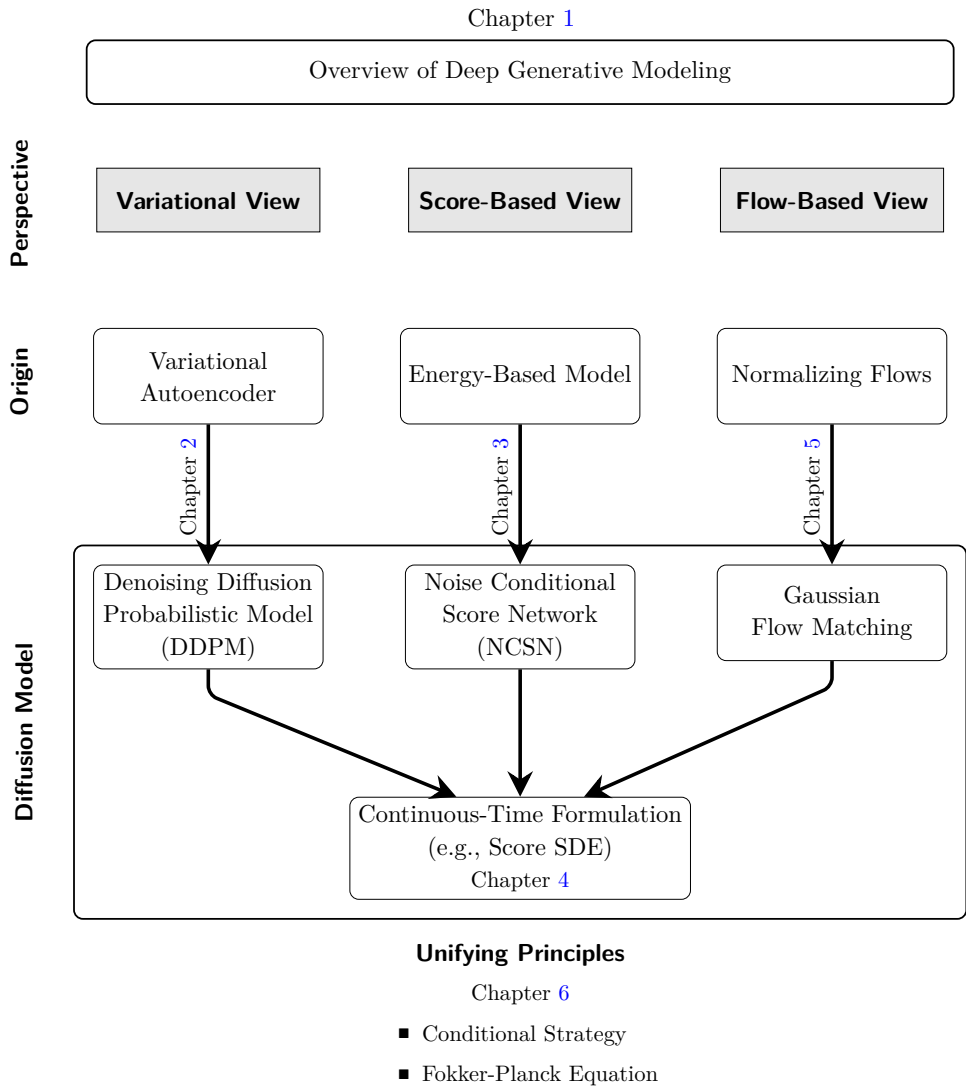 Chapter 1
Overview of Deep Generative Modeling
Perspective
Variational View
Score-Based View
Flow-Based View
Origin
Variational
Autoencoder
Energy-Based Model
Normalizing Flows
Chapter 2
Chapter 3
Chapter 5
Diffusion Model
Denoising Diffusion
Probabilistic Model
(DDPM)
Noise Conditional
Score Network
(NCSN)
Gaussian
Flow Matching
Continuous-Time Formulation
(e.g., Score SDE)
Chapter 4
Unifying Principles
Chapter 6
■ Conditional Strategy
■ Fokker-Planck Equation